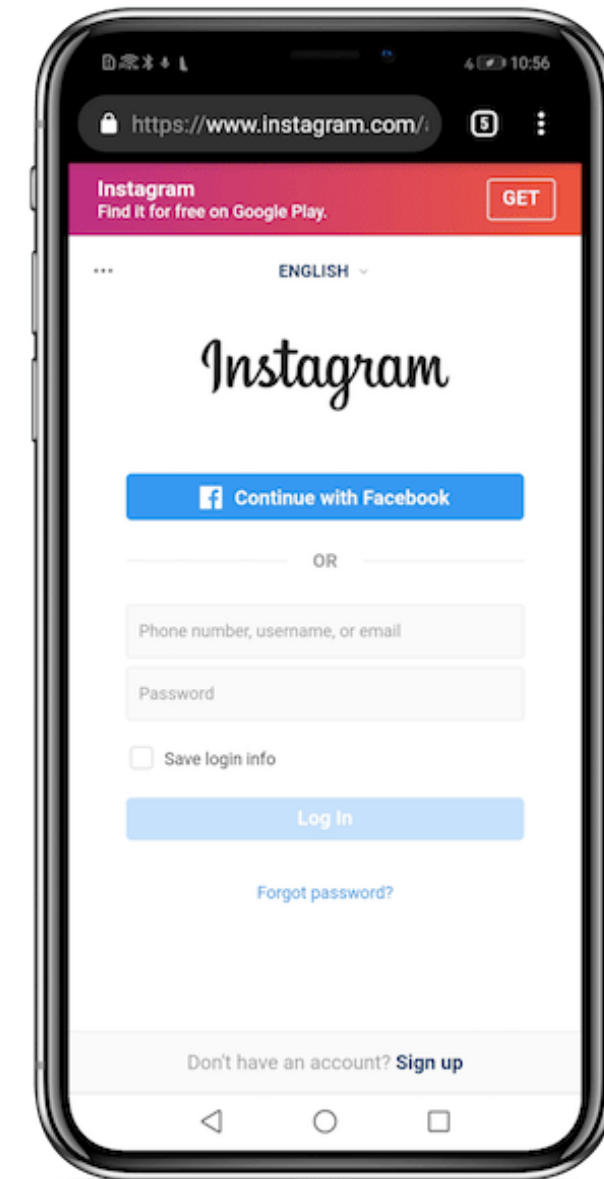 10:56
https://www.instagram.com/
5
Instagram
Find it for free on Google Play.
GET
ENGLISH
Instagram
Continue with Facebook
OR
Phone number, username, or email
Password
Save login info
Log In
Forgot password?
Don't have an account? Sign up